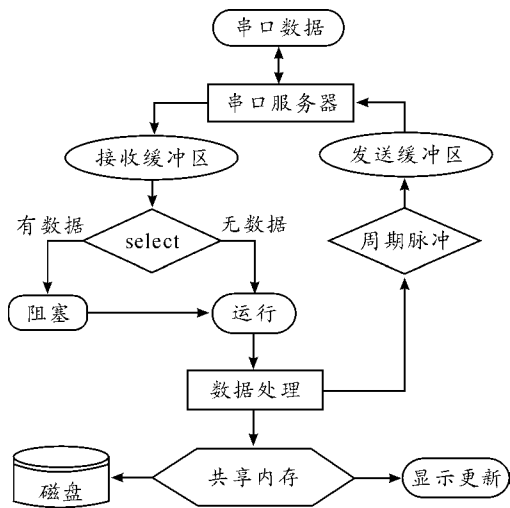 串口数据
串口服务器
接收缓冲区
发送缓冲区
有数据
select
无数据
周期脉冲
阻塞
运行
数据处理
磁盘
共享内存
显示更新